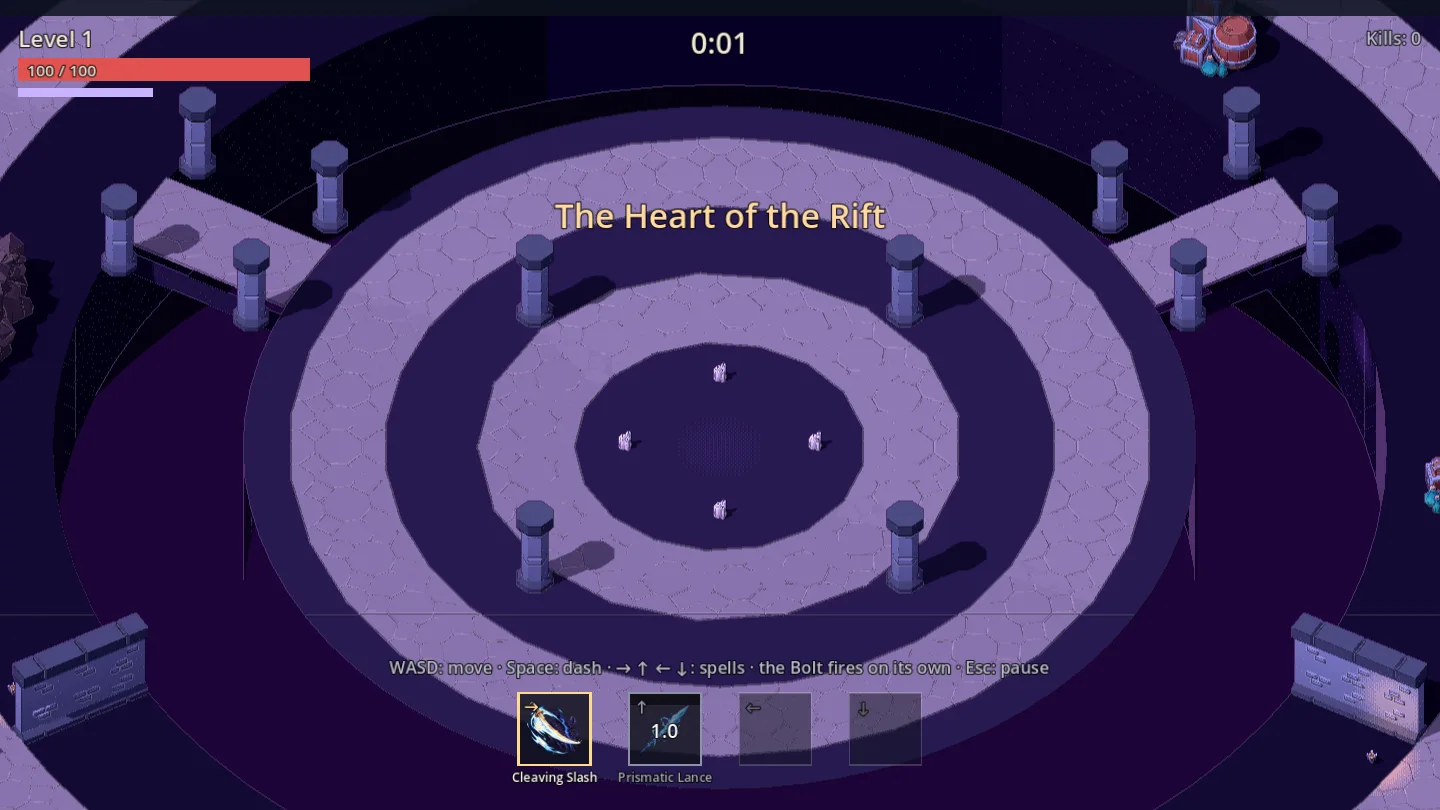 Level 1
0:01
Kills: 0
100 / 100
The Heart of the Rift
WASD: move · Space: dash · → ↑ ← ↓: spells · the Bolt fires on its own · Esc: pause
→ ↑ ← ↓
1.0
Cleaving Slash Prismatic Lance